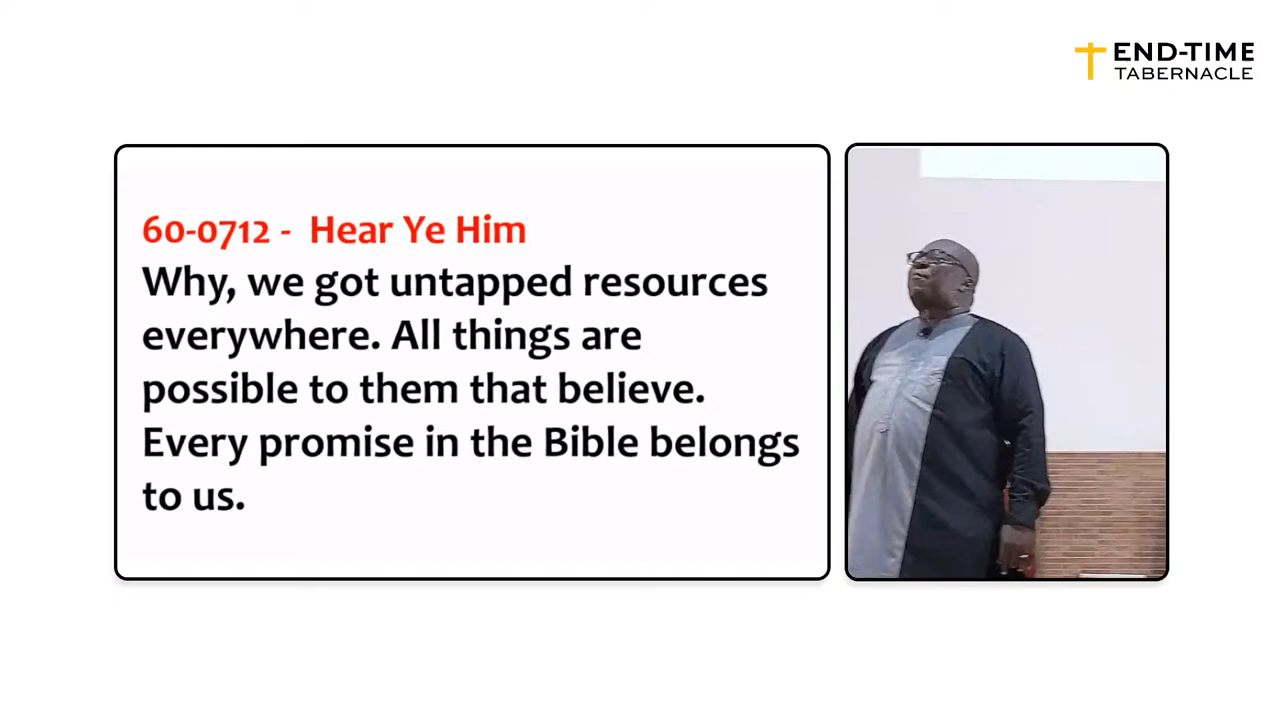 END-TIME
TABERNACLE
60-0712 - Hear Ye Him
Why, we got untapped resources
everywhere. All things are
possible to them that believe.
Every promise in the Bible belongs
to us.